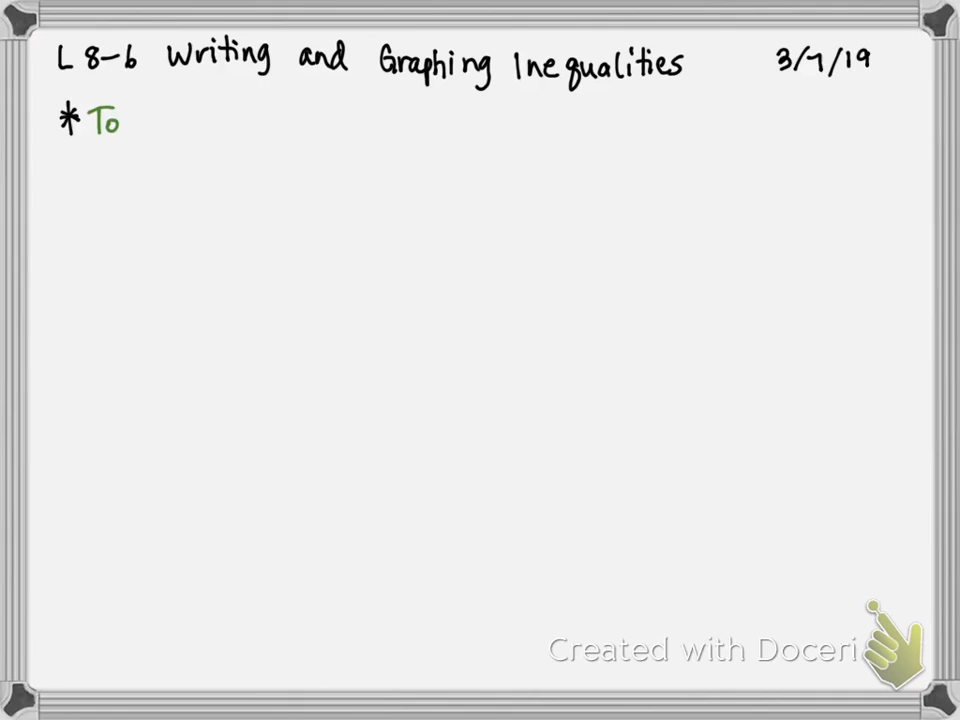 L 8-6 Writing and Graphing Inequalities 3/7/19
* To
Created with Doceri